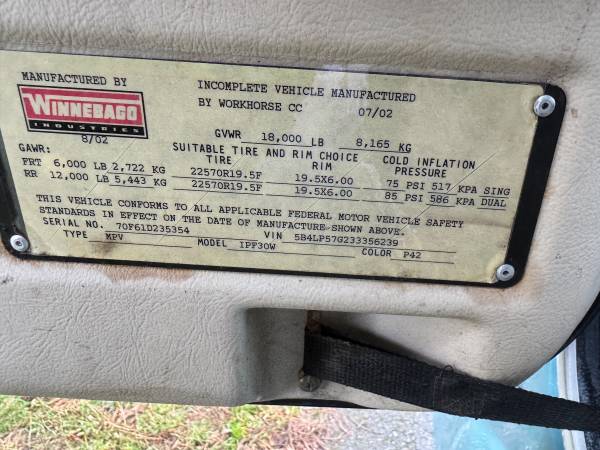 MANUFACTURED BY
WINNEBAGO
INDUSTRIES
8/02
INCOMPLETE VEHICLE MANUFACTURED
BY WORKHORSE CC 07/02
GVWR 18,000 LB 8,165 KG
GAWR: SUITABLE TIRE AND RIM CHOICE COLD INFLATION
TIRE RIM PRESSURE
FRT 6,000 LB 2,722 KG 22570R19.5F 19.5X6.00 75 PSI 517 KPA SING
RR 12,000 LB 5,443 KG 22570R19.5F 19.5X6.00 85 PSI 586 KPA DUAL
THIS VEHICLE CONFORMS TO ALL APPLICABLE FEDERAL MOTOR VEHICLE SAFETY
STANDARDS IN EFFECT ON THE DATE OF MANUFACTURE SHOWN ABOVE.
SERIAL NO. 70F61D235354 VIN 5B4LP57G233356239
TYPE MPV MODEL IPF30W COLOR P42